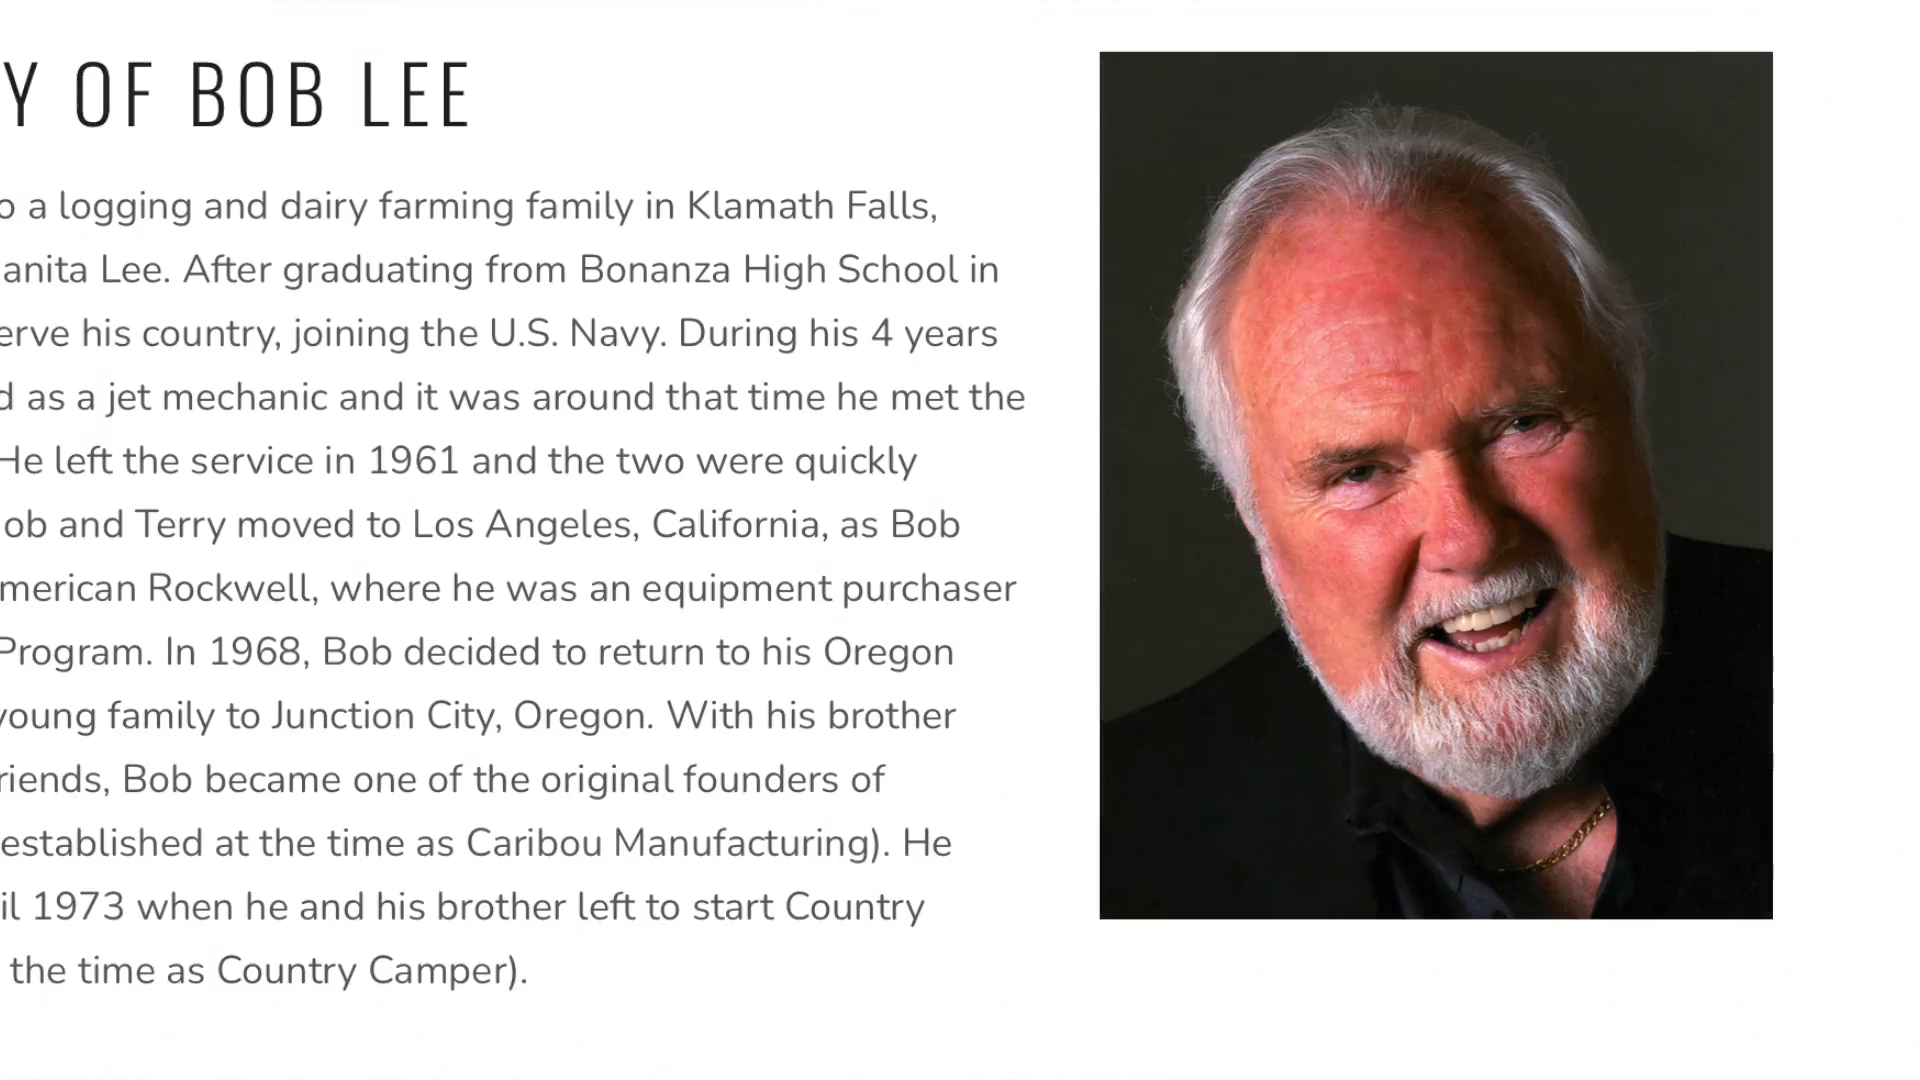 Y OF BOB LEE
o a logging and dairy farming family in Klamath Falls,
anita Lee. After graduating from Bonanza High School in
erve his country, joining the U.S. Navy. During his 4 years
d as a jet mechanic and it was around that time he met the
He left the service in 1961 and the two were quickly
ob and Terry moved to Los Angeles, California, as Bob
merican Rockwell, where he was an equipment purchaser
Program. In 1968, Bob decided to return to his Oregon
young family to Junction City, Oregon. With his brother
riends, Bob became one of the original founders of
established at the time as Caribou Manufacturing). He
il 1973 when he and his brother left to start Country
the time as Country Camper).